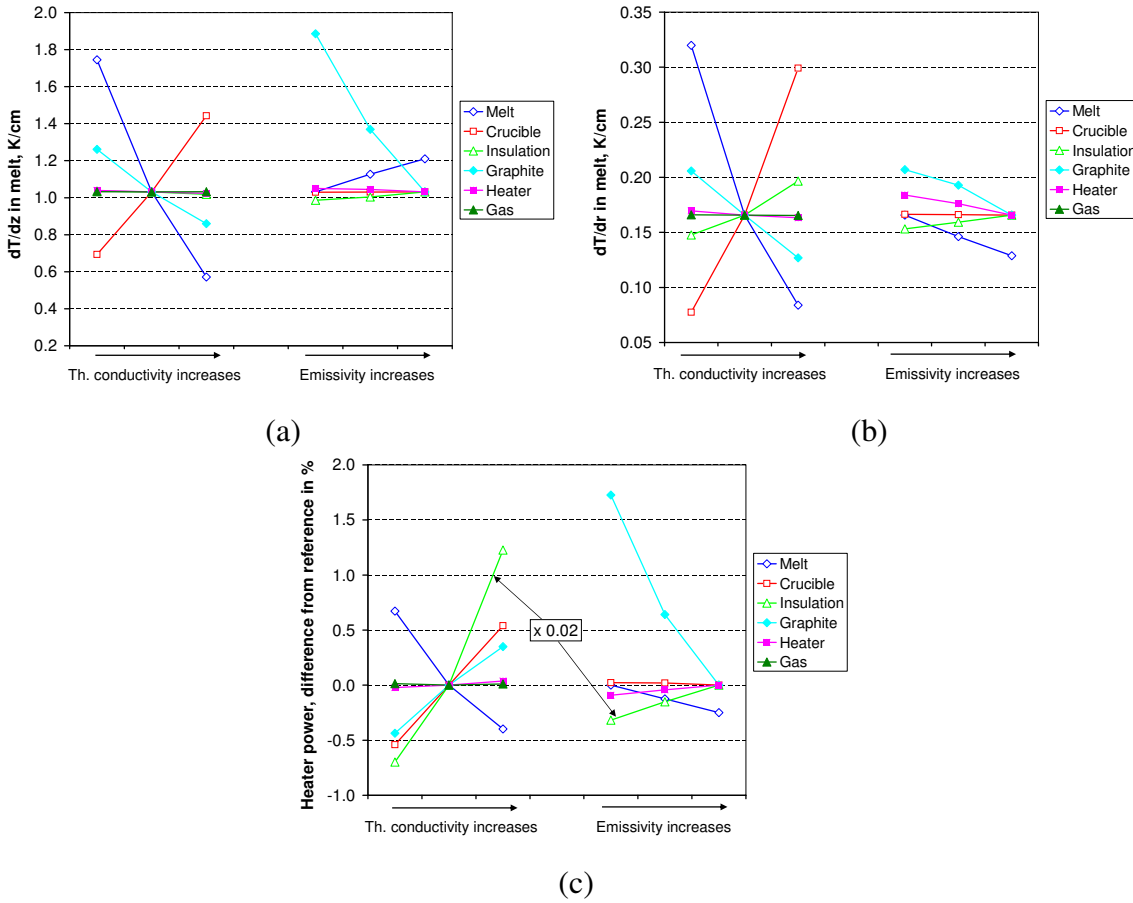 dT/dz in melt, K/cm
2.0
1.8
1.6
1.4
1.2
1.0
0.8
0.6
0.4
0.2
Th. conductivity increases
Emissivity increases
Melt
Crucible
Insulation
Graphite
Heater
Gas
(a)
dT/dr in melt, K/cm
0.35
0.30
0.25
0.20
0.15
0.10
0.05
Th. conductivity increases
Emissivity increases
Melt
Crucible
Insulation
Graphite
Heater
Gas
(b)
Heater power, difference from reference in %
2.0
1.5
1.0
0.5
0.0
-0.5
-1.0
x 0.02
Th. conductivity increases
Emissivity increases
Melt
Crucible
Insulation
Graphite
Heater
Gas
(c)